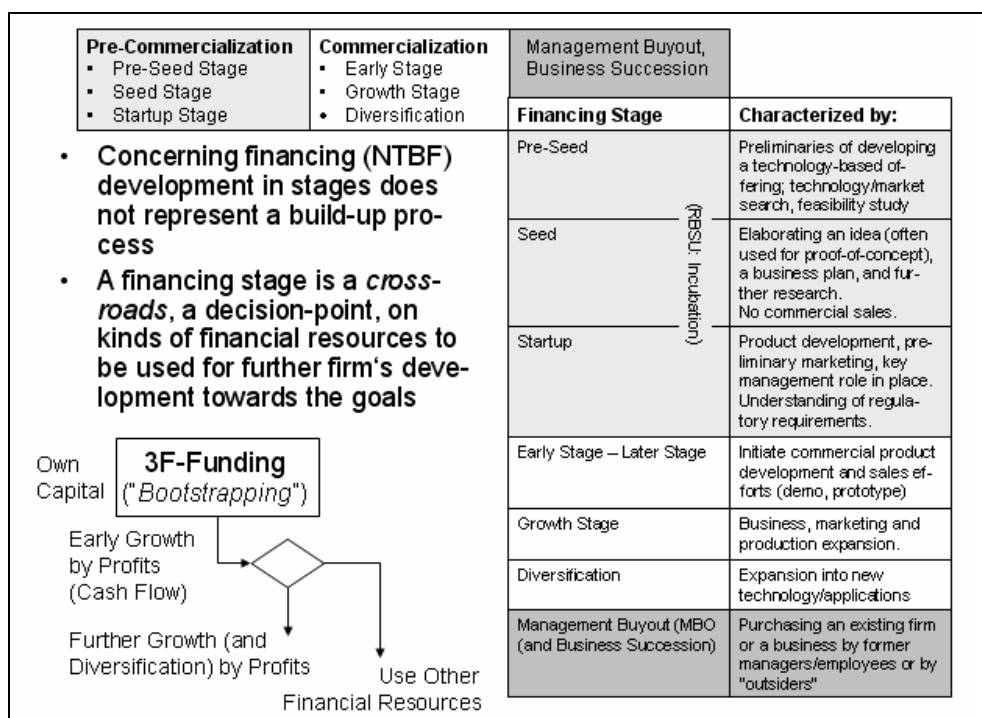 Pre-Commercialization
▪ Pre-Seed Stage
▪ Seed Stage
▪ Startup Stage
Commercialization
▪ Early Stage
▪ Growth Stage
• Diversification
Management Buyout,
Business Succession
• Concerning financing (NTBF)
development in stages does
not represent a build-up pro-
cess
• A financing stage is a cross-
roads, a decision-point, on
kinds of financial resources to
be used for further firm's deve-
lopment towards the goals
Own
Capital
3F-Funding
("Bootstrapping")
Early Growth
by Profits
(Cash Flow)
Further Growth (and
Diversification) by Profits
Use Other
Financial Resources
Financing Stage
Characterized by:
Pre-Seed
Preliminaries of developing
a technology-based of-
fering; technology/market
search, feasibility study
(RBSU: Incubation)
Seed
Elaborating an idea (often
used for proof-of-concept),
a business plan, and fur-
ther research.
No commercial sales.
Startup
Product development, pre-
liminary marketing, key
management role in place.
Understanding of regula-
tory requirements.
Early Stage – Later Stage
Initiate commercial product
development and sales ef-
forts (demo, prototype)
Growth Stage
Business, marketing and
production expansion.
Diversification
Expansion into new
technology/applications
Management Buyout (MBO
(and Business Succession)
Purchasing an existing firm
or a business by former
managers/employees or by
"outsiders"